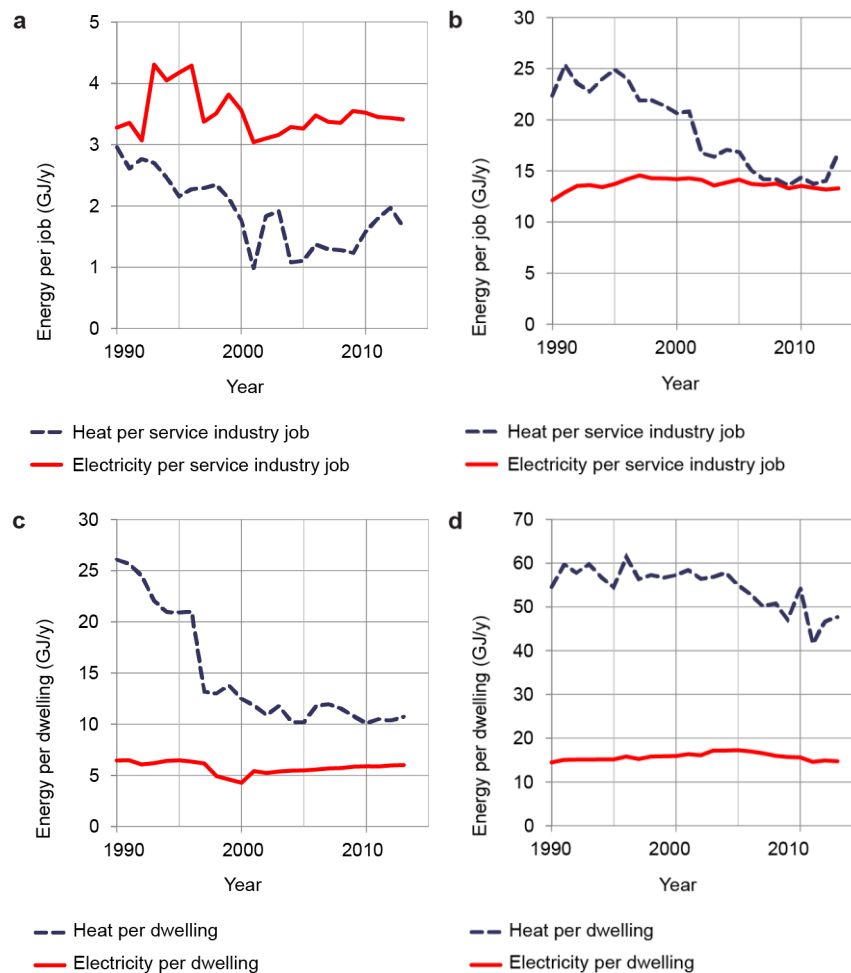 a
5
4
3
2
1
0
1990 2000 2010
Energy per job (GJ/y)
Year
Heat per service industry job
Electricity per service industry job
b
30
25
20
15
10
5
0
1990 2000 2010
Energy per job (GJ/y)
Year
Heat per service industry job
Electricity per service industry job
c
30
25
20
15
10
5
0
1990 2000 2010
Energy per dwelling (GJ/y)
Year
Heat per dwelling
Electricity per dwelling
d
70
60
50
40
30
20
10
0
1990 2000 2010
Energy per dwelling (GJ/y)
Year
Heat per dwelling
Electricity per dwelling